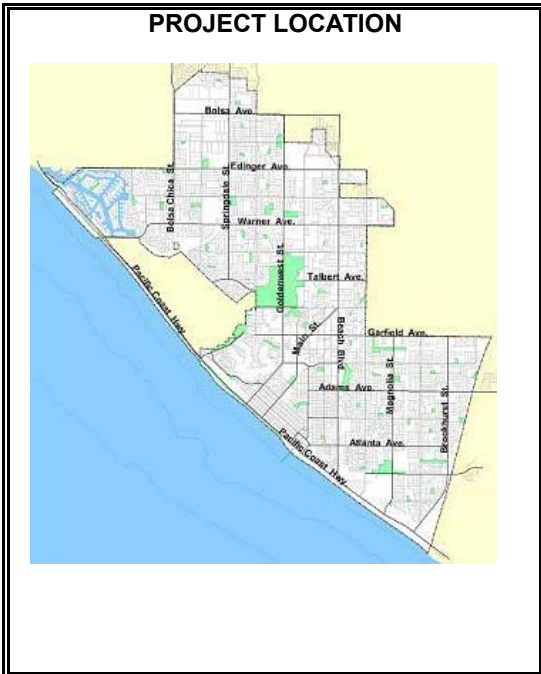 PROJECT LOCATION
Bolsa Ave.
Edinger Ave.
Bolsa Chica St.
Springdale St.
Warner Ave.
Goldenwest St.
Talbert Ave.
Pacific Coast Hwy.
Main St.
Beach Blvd
Garfield Ave.
Magnolia St.
Brookhurst St.
Adams Ave.
Atlanta Ave.
Pacific Coast Hwy.